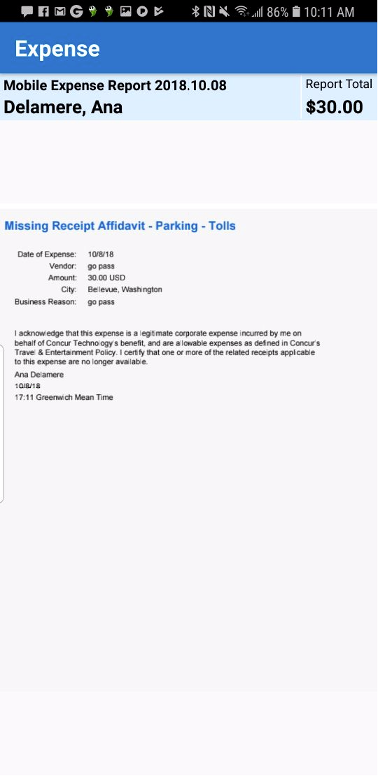 86% 10:11 AM
Expense
Mobile Expense Report 2018.10.08
Report Total
Delamere, Ana
$30.00
Missing Receipt Affidavit - Parking - Tolls
Date of Expense: 10/8/18
Vendor: go pass
Amount: 30.00 USD
City: Bellevue, Washington
Business Reason: go pass
I acknowledge that this expense is a legitimate corporate expense incurred by me on
behalf of Concur Technology's benefit, and are allowable expenses as defined in Concur's
Travel & Entertainment Policy. I certify that one or more of the related receipts applicable
to this expense are no longer available.
Ana Delamere
10/8/18
17:11 Greenwich Mean Time